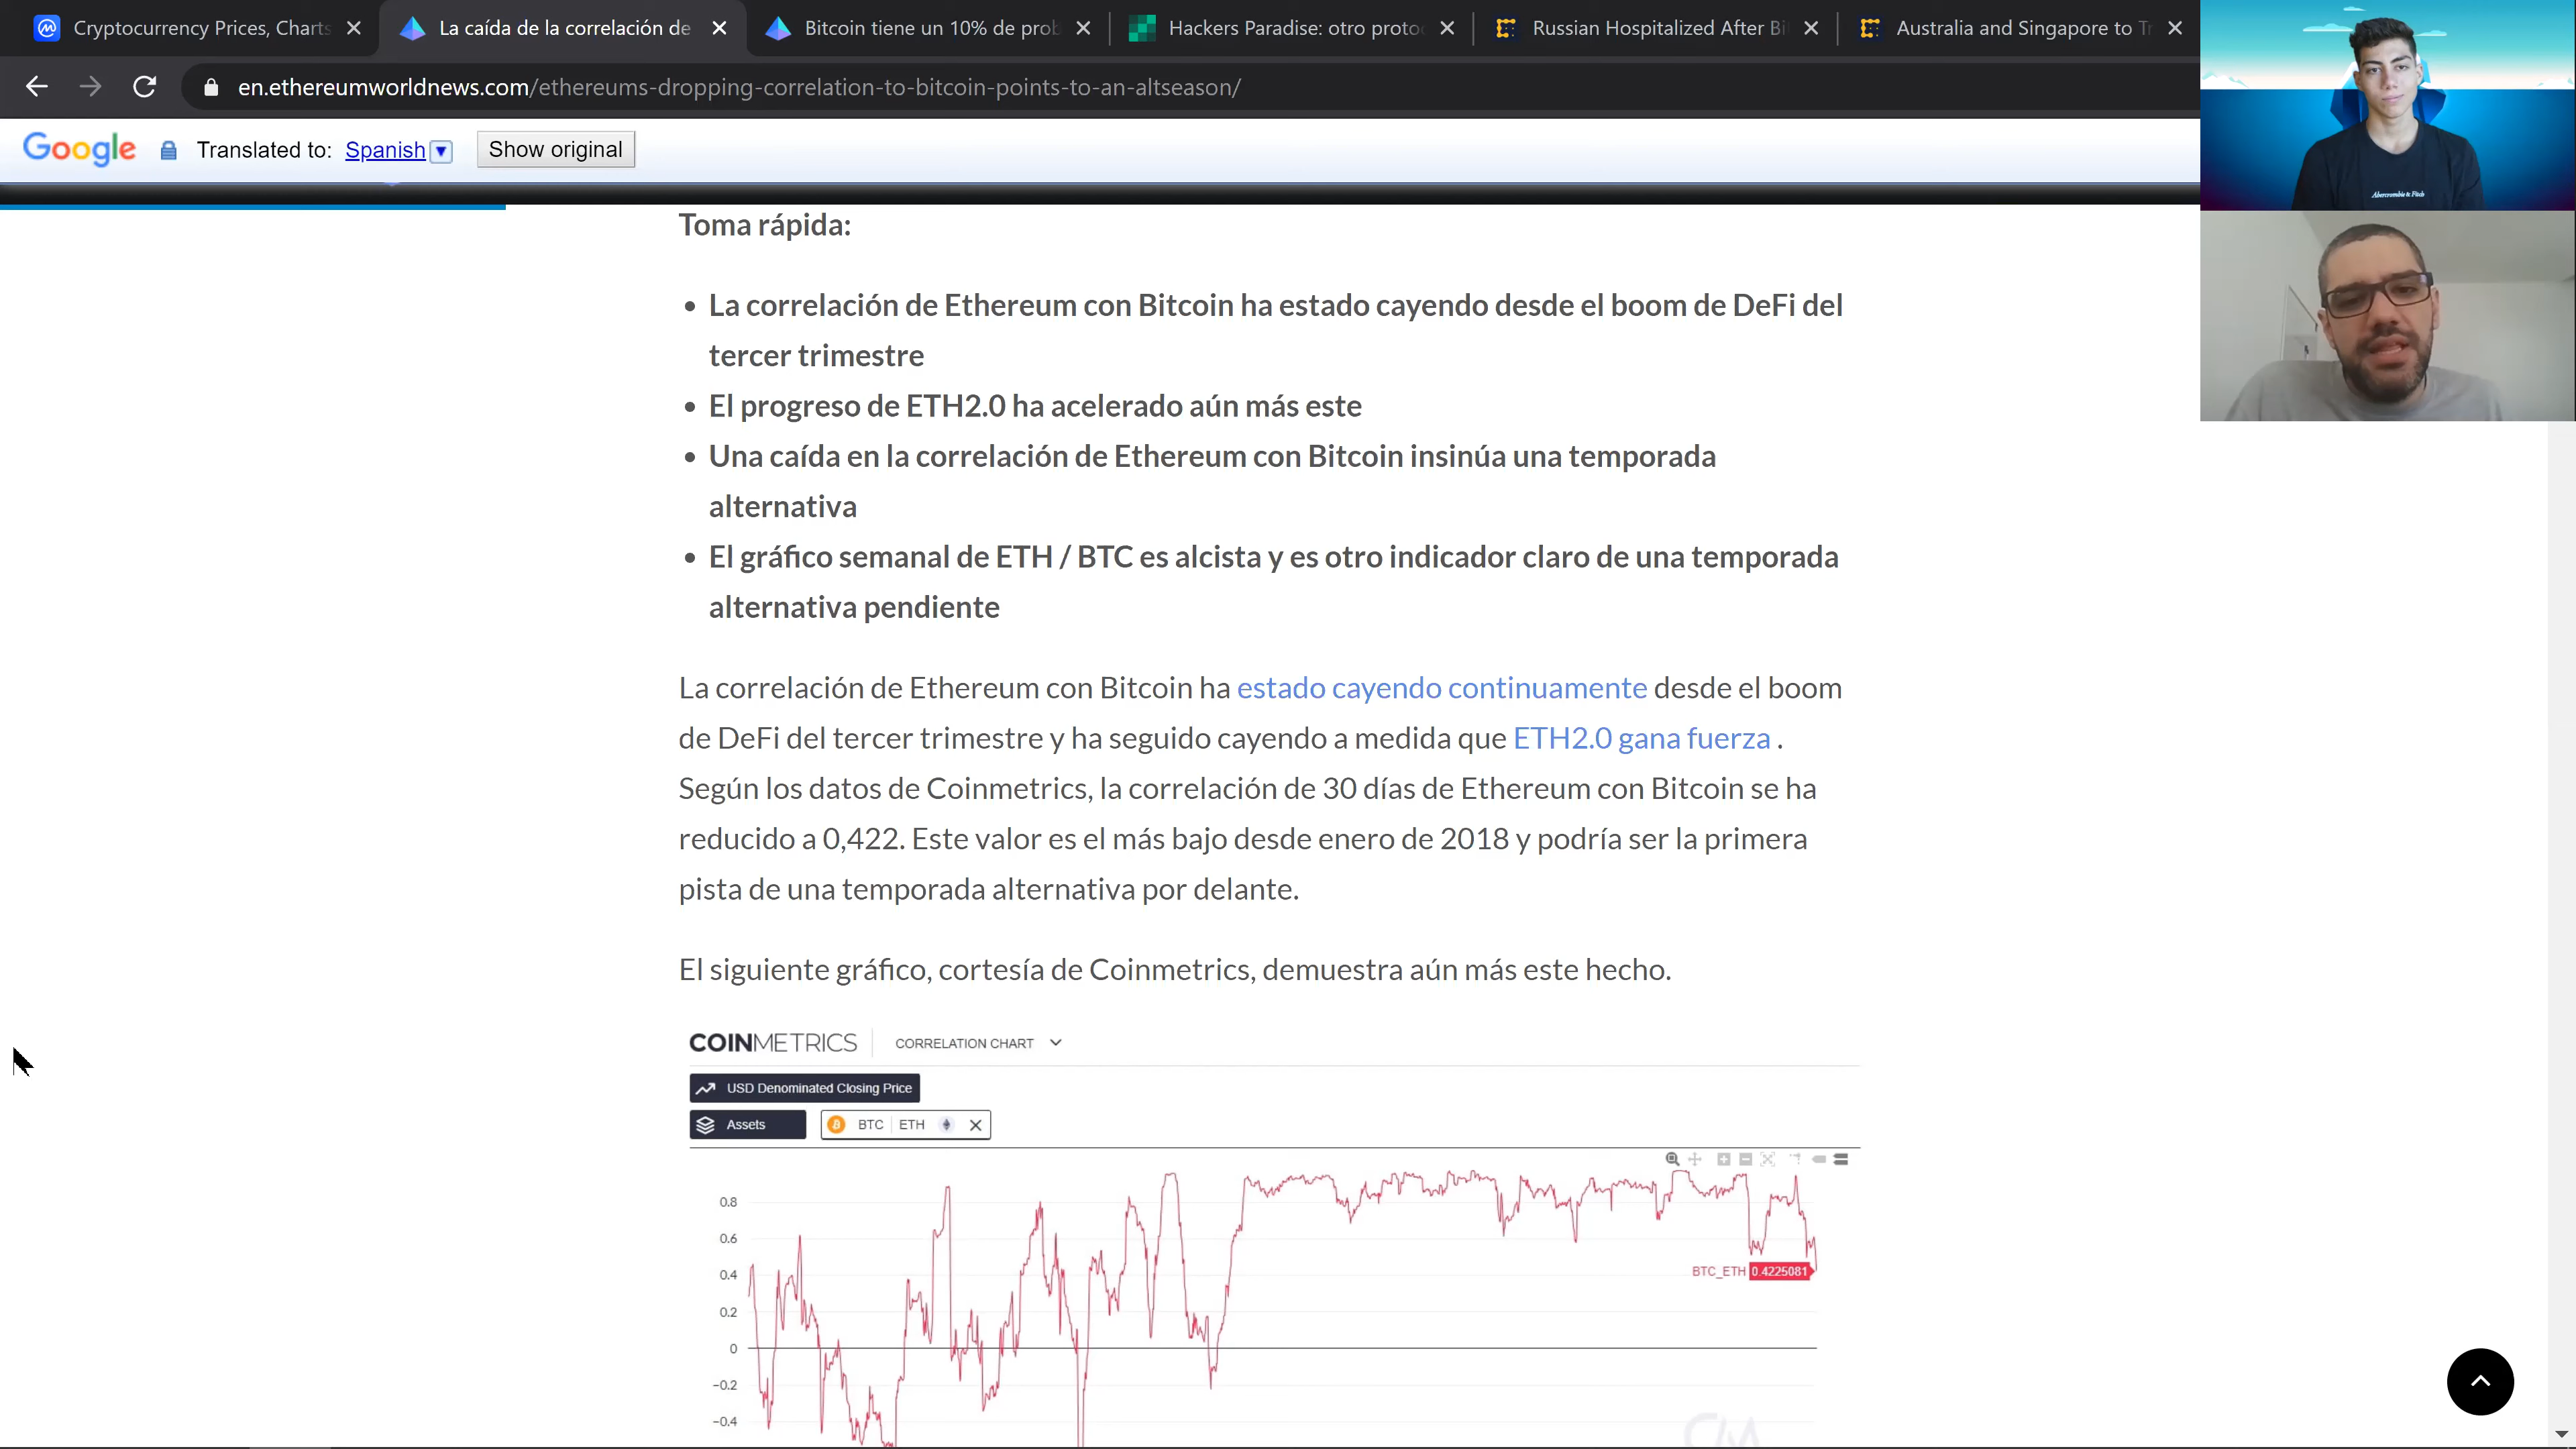 Cryptocurrency Prices, Charts
La caída de la correlación de
Bitcoin tiene un 10% de prob
Hackers Paradise: otro protoc
Russian Hospitalized After Bi
Australia and Singapore to Tr
en.ethereumworldnews.com/ethereums-dropping-correlation-to-bitcoin-points-to-an-altseason/
Google Translated to: Spanish Show original
Abercrombie & Fitch
Toma rápida:
• La correlación de Ethereum con Bitcoin ha estado cayendo desde el boom de DeFi del
tercer trimestre
• El progreso de ETH2.0 ha acelerado aún más este
• Una caída en la correlación de Ethereum con Bitcoin insinúa una temporada
alternativa
• El gráfico semanal de ETH / BTC es alcista y es otro indicador claro de una temporada
alternativa pendiente
La correlación de Ethereum con Bitcoin ha estado cayendo continuamente desde el boom
de DeFi del tercer trimestre y ha seguido cayendo a medida que ETH2.0 gana fuerza .
Según los datos de Coinmetrics, la correlación de 30 días de Ethereum con Bitcoin se ha
reducido a 0,422. Este valor es el más bajo desde enero de 2018 y podría ser la primera
pista de una temporada alternativa por delante.
El siguiente gráfico, cortesía de Coinmetrics, demuestra aún más este hecho.
COINMETRICS CORRELATION CHART
USD Denominated Closing Price
Assets BTC ETH
0.8
0.6
0.4
BTC_ETH 0.4225081
0.2
0
−0.2
−0.4
CM